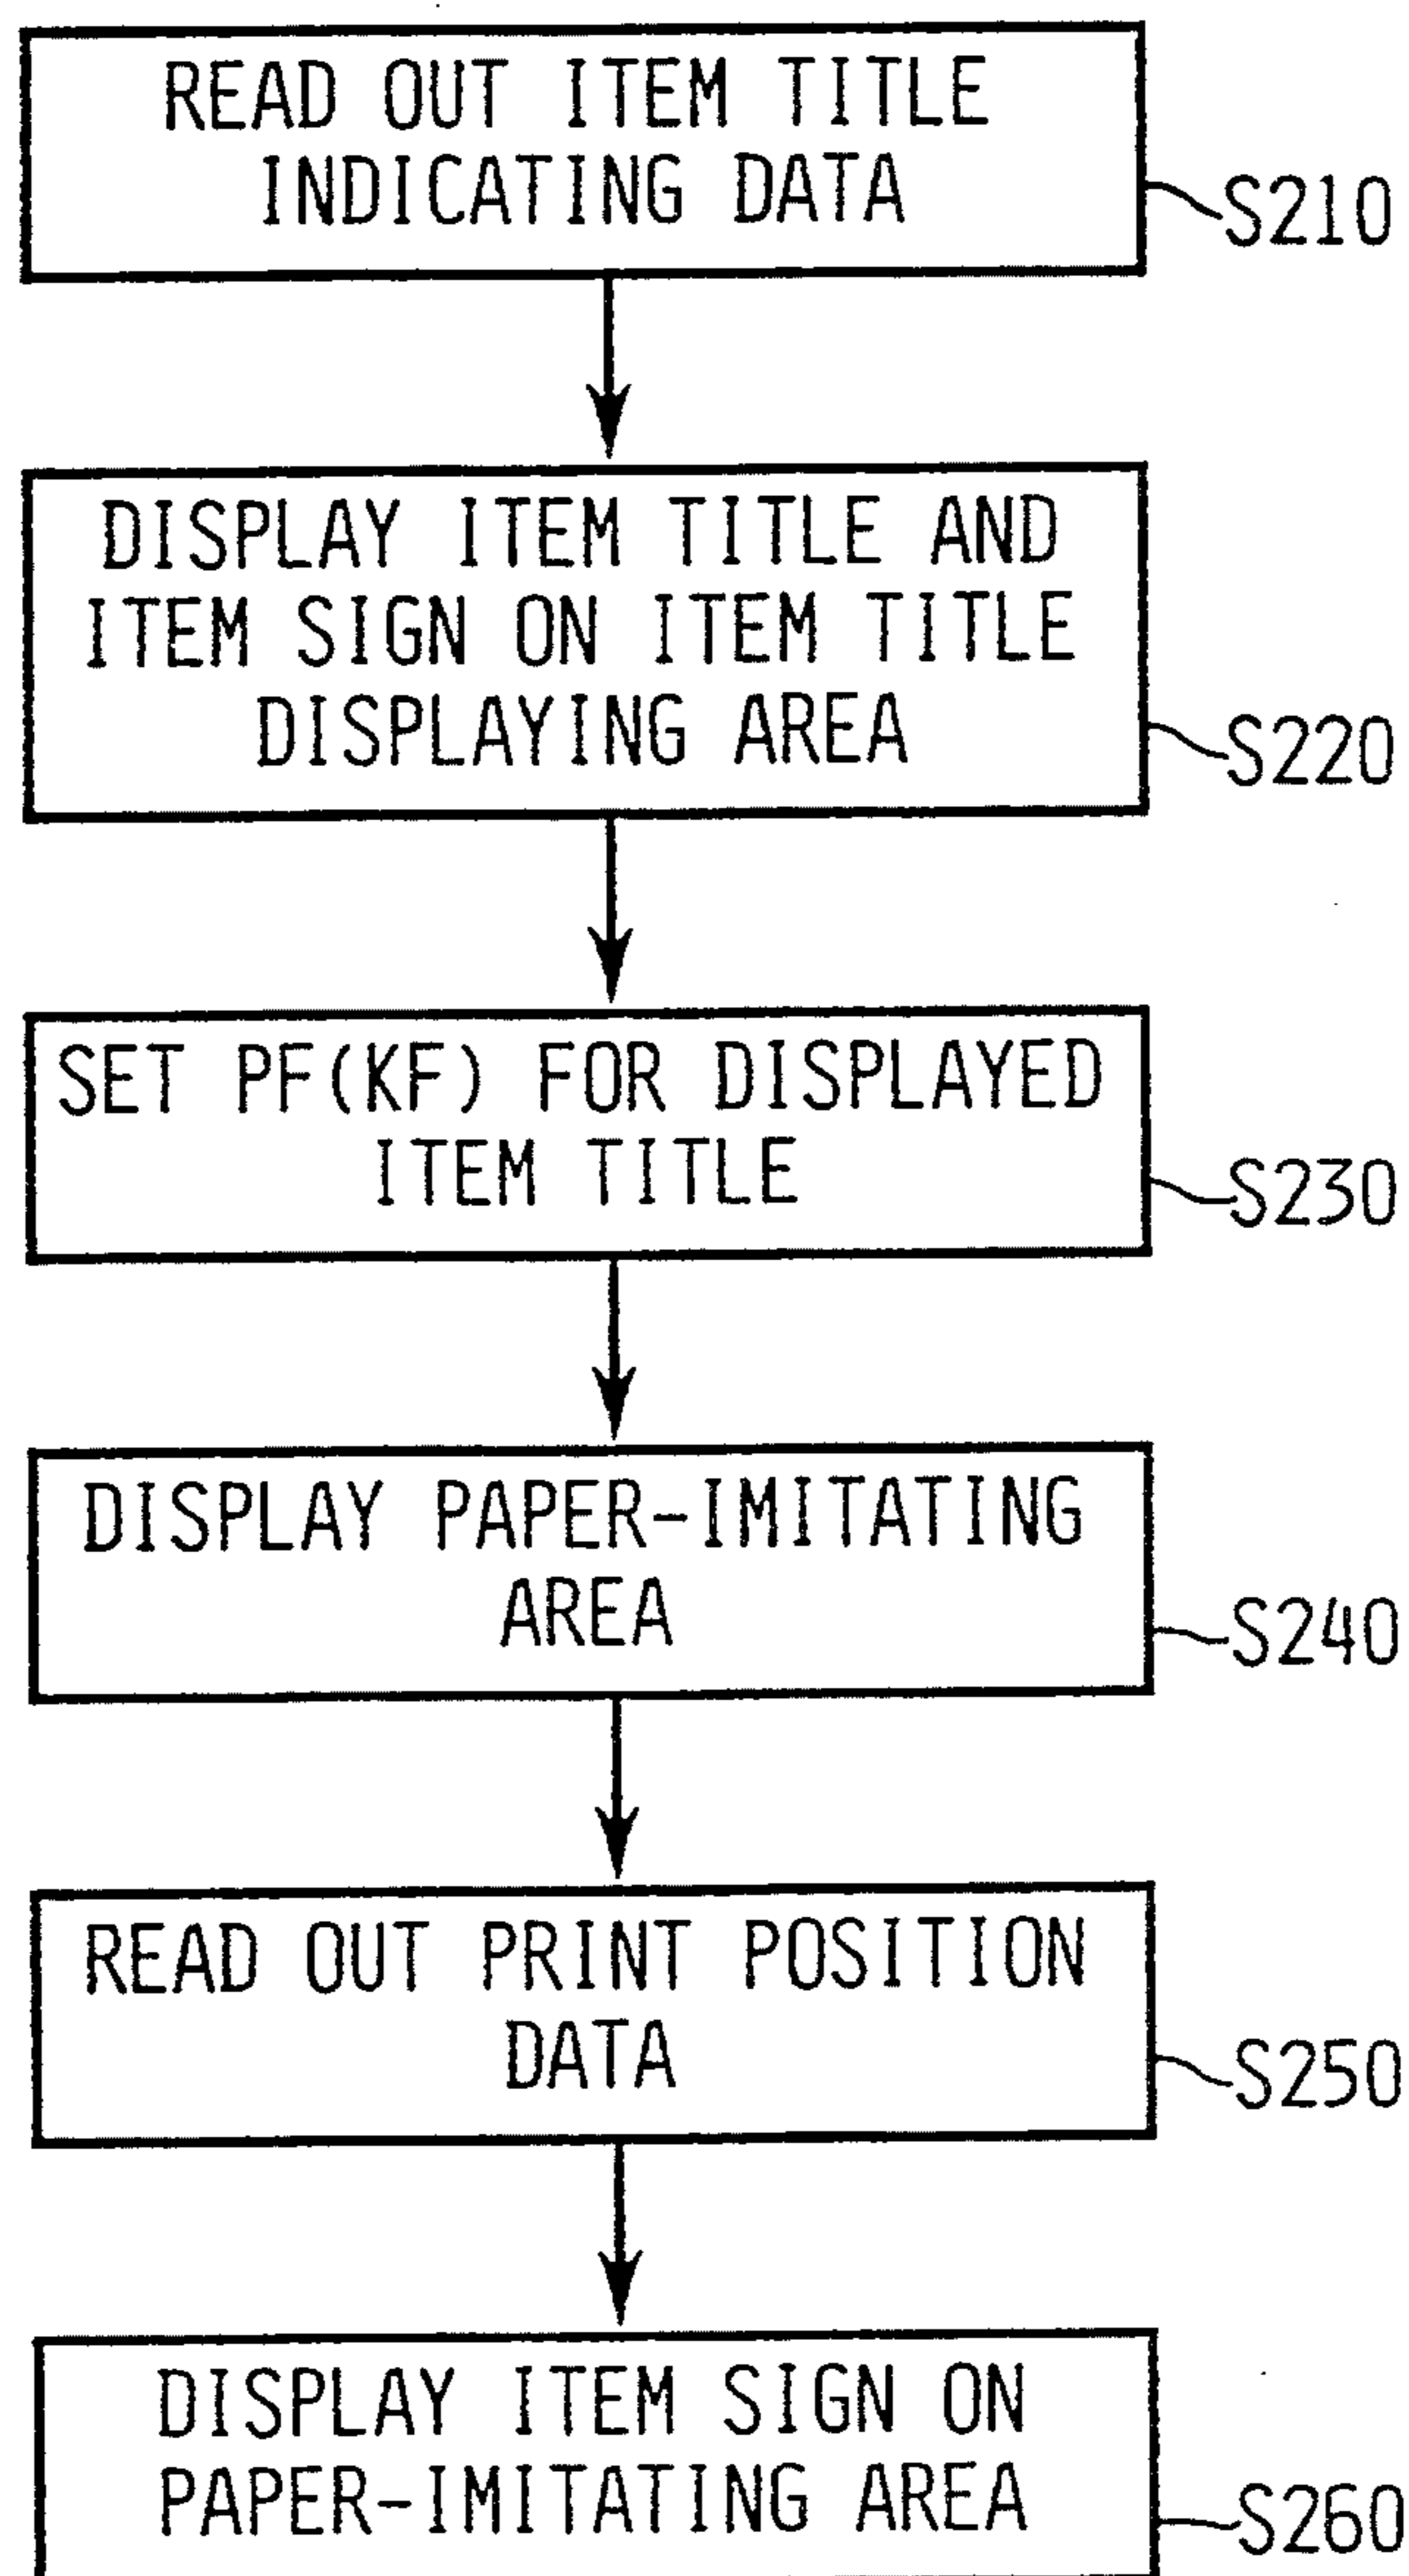 READ OUT ITEM TITLE
INDICATING DATA
S210
DISPLAY ITEM TITLE AND
ITEM SIGN ON ITEM TITLE
DISPLAYING AREA
S220
SET PF(KF) FOR DISPLAYED
ITEM TITLE
S230
DISPLAY PAPER-IMITATING
AREA
S240
READ OUT PRINT POSITION
DATA
S250
DISPLAY ITEM SIGN ON
PAPER-IMITATING AREA
S260